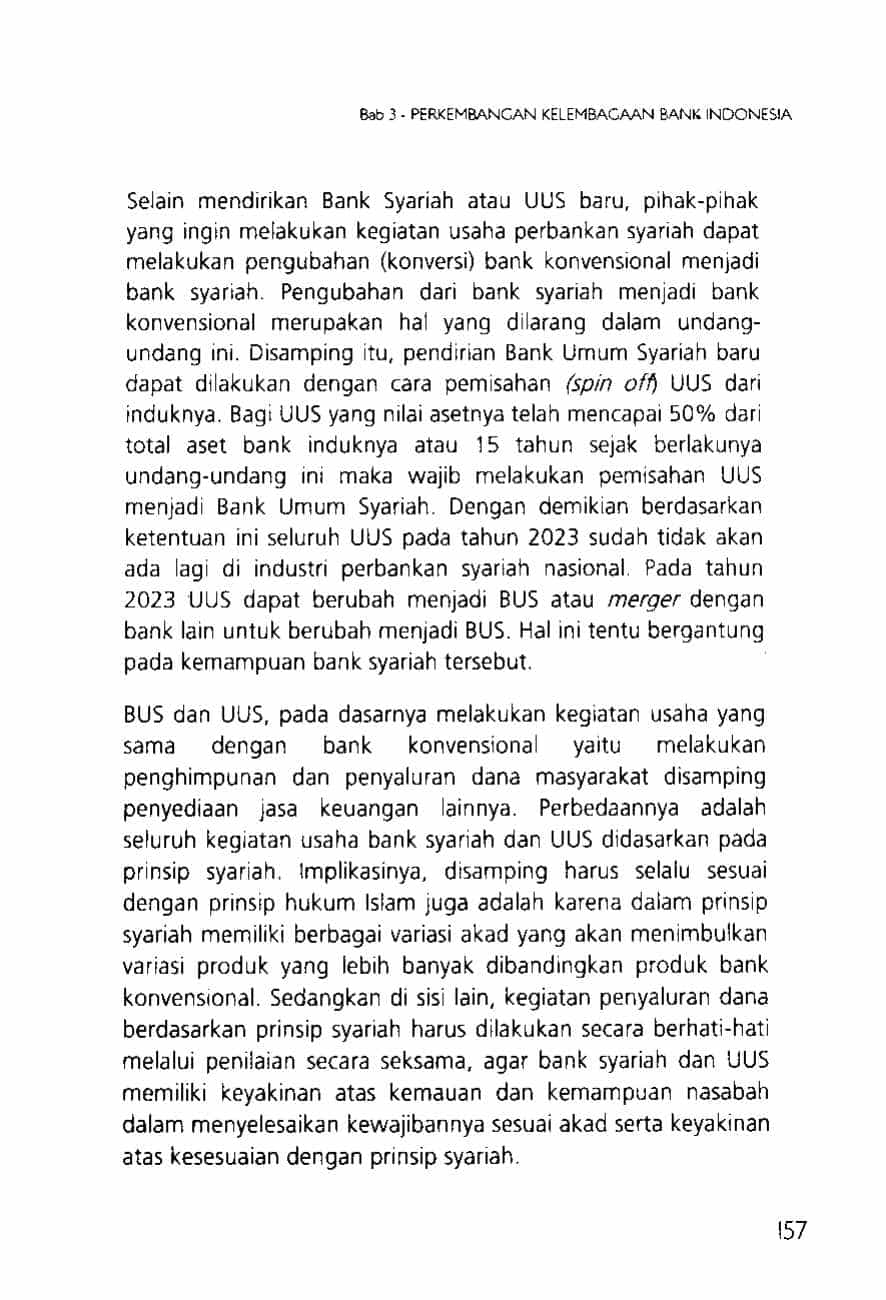 Bab 3 - PERKEMBANGAN KELEMBAGAAN BANK INDONESIA
Selain mendirikan Bank Syariah atau UUS baru, pihak-pihak
yang ingin melakukan kegiatan usaha perbankan syariah dapat
melakukan pengubahan (konversi) bank konvensional menjadi
bank syariah. Pengubahan dari bank syariah menjadi bank
konvensional merupakan hal yang dilarang dalam undang-
undang ini. Disamping itu, pendirian Bank Umum Syariah baru
dapat dilakukan dengan cara pemisahan (spin off) UUS dari
induknya. Bagi UUS yang nilai asetnya telah mencapai 50% dari
total aset bank induknya atau 15 tahun sejak berlakunya
undang-undang ini maka wajib melakukan pemisahan UUS
menjadi Bank Umum Syariah. Dengan demikian berdasarkan
ketentuan ini seluruh UUS pada tahun 2023 sudah tidak akan
ada lagi di industri perbankan syariah nasional. Pada tahun
2023 UUS dapat berubah menjadi BUS atau merger dengan
bank lain untuk berubah menjadi BUS. Hal ini tentu bergantung
pada kemampuan bank syariah tersebut.
BUS dan UUS, pada dasarnya melakukan kegiatan usaha yang
sama dengan bank konvensional yaitu melakukan
penghimpunan dan penyaluran dana masyarakat disamping
penyediaan jasa keuangan lainnya. Perbedaannya adalah
seluruh kegiatan usaha bank syariah dan UUS didasarkan pada
prinsip syariah. Implikasinya, disamping harus selalu sesuai
dengan prinsip hukum Islam juga adalah karena dalam prinsip
syariah memiliki berbagai variasi akad yang akan menimbulkan
variasi produk yang lebih banyak dibandingkan produk bank
konvensional. Sedangkan di sisi lain, kegiatan penyaluran dana
berdasarkan prinsip syariah harus dilakukan secara berhati-hati
melalui penilaian secara seksama, agar bank syariah dan UUS
memiliki keyakinan atas kemauan dan kemampuan nasabah
dalam menyelesaikan kewajibannya sesuai akad serta keyakinan
atas kesesuaian dengan prinsip syariah.
157